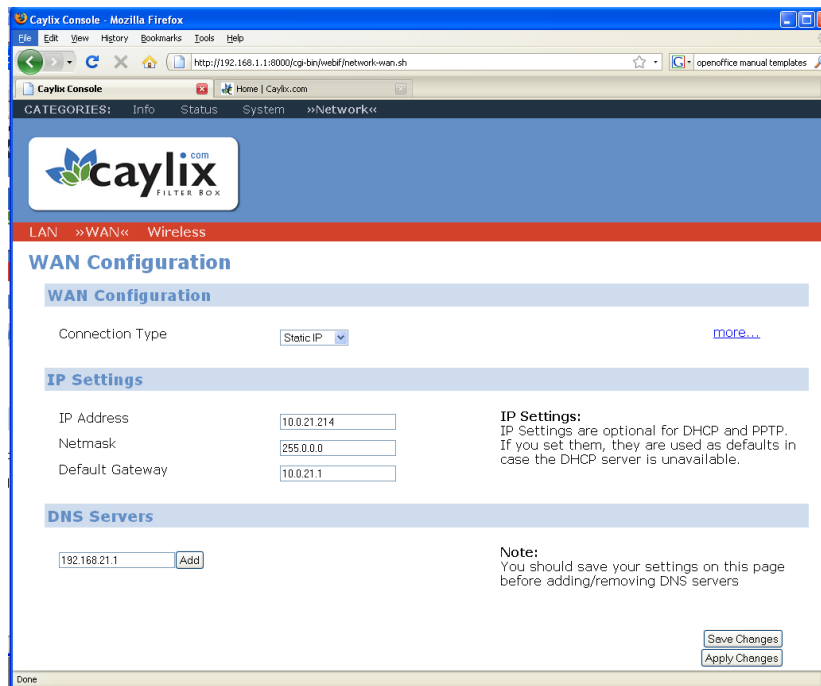 Caylix Console - Mozilla Firefox
File Edit View History Bookmarks Tools Help
http://192.168.1.1:8000/cgi-bin/webif/network-wan.sh
G openoffice manual templates
Caylix Console
Home | Caylix.com
CATEGORIES: Info Status System »Network«
.com
caylix
FILTER BOX
LAN »WAN« Wireless
WAN Configuration
WAN Configuration
Connection Type
Static IP
more...
IP Settings
IP Address
10.0.21.214
Netmask
255.0.0.0
Default Gateway
10.0.21.1
IP Settings:
IP Settings are optional for DHCP and PPTP.
If you set them, they are used as defaults in
case the DHCP server is unavailable.
DNS Servers
192.168.21.1
Add
Note:
You should save your settings on this page
before adding/removing DNS servers
Save Changes
Apply Changes
Done